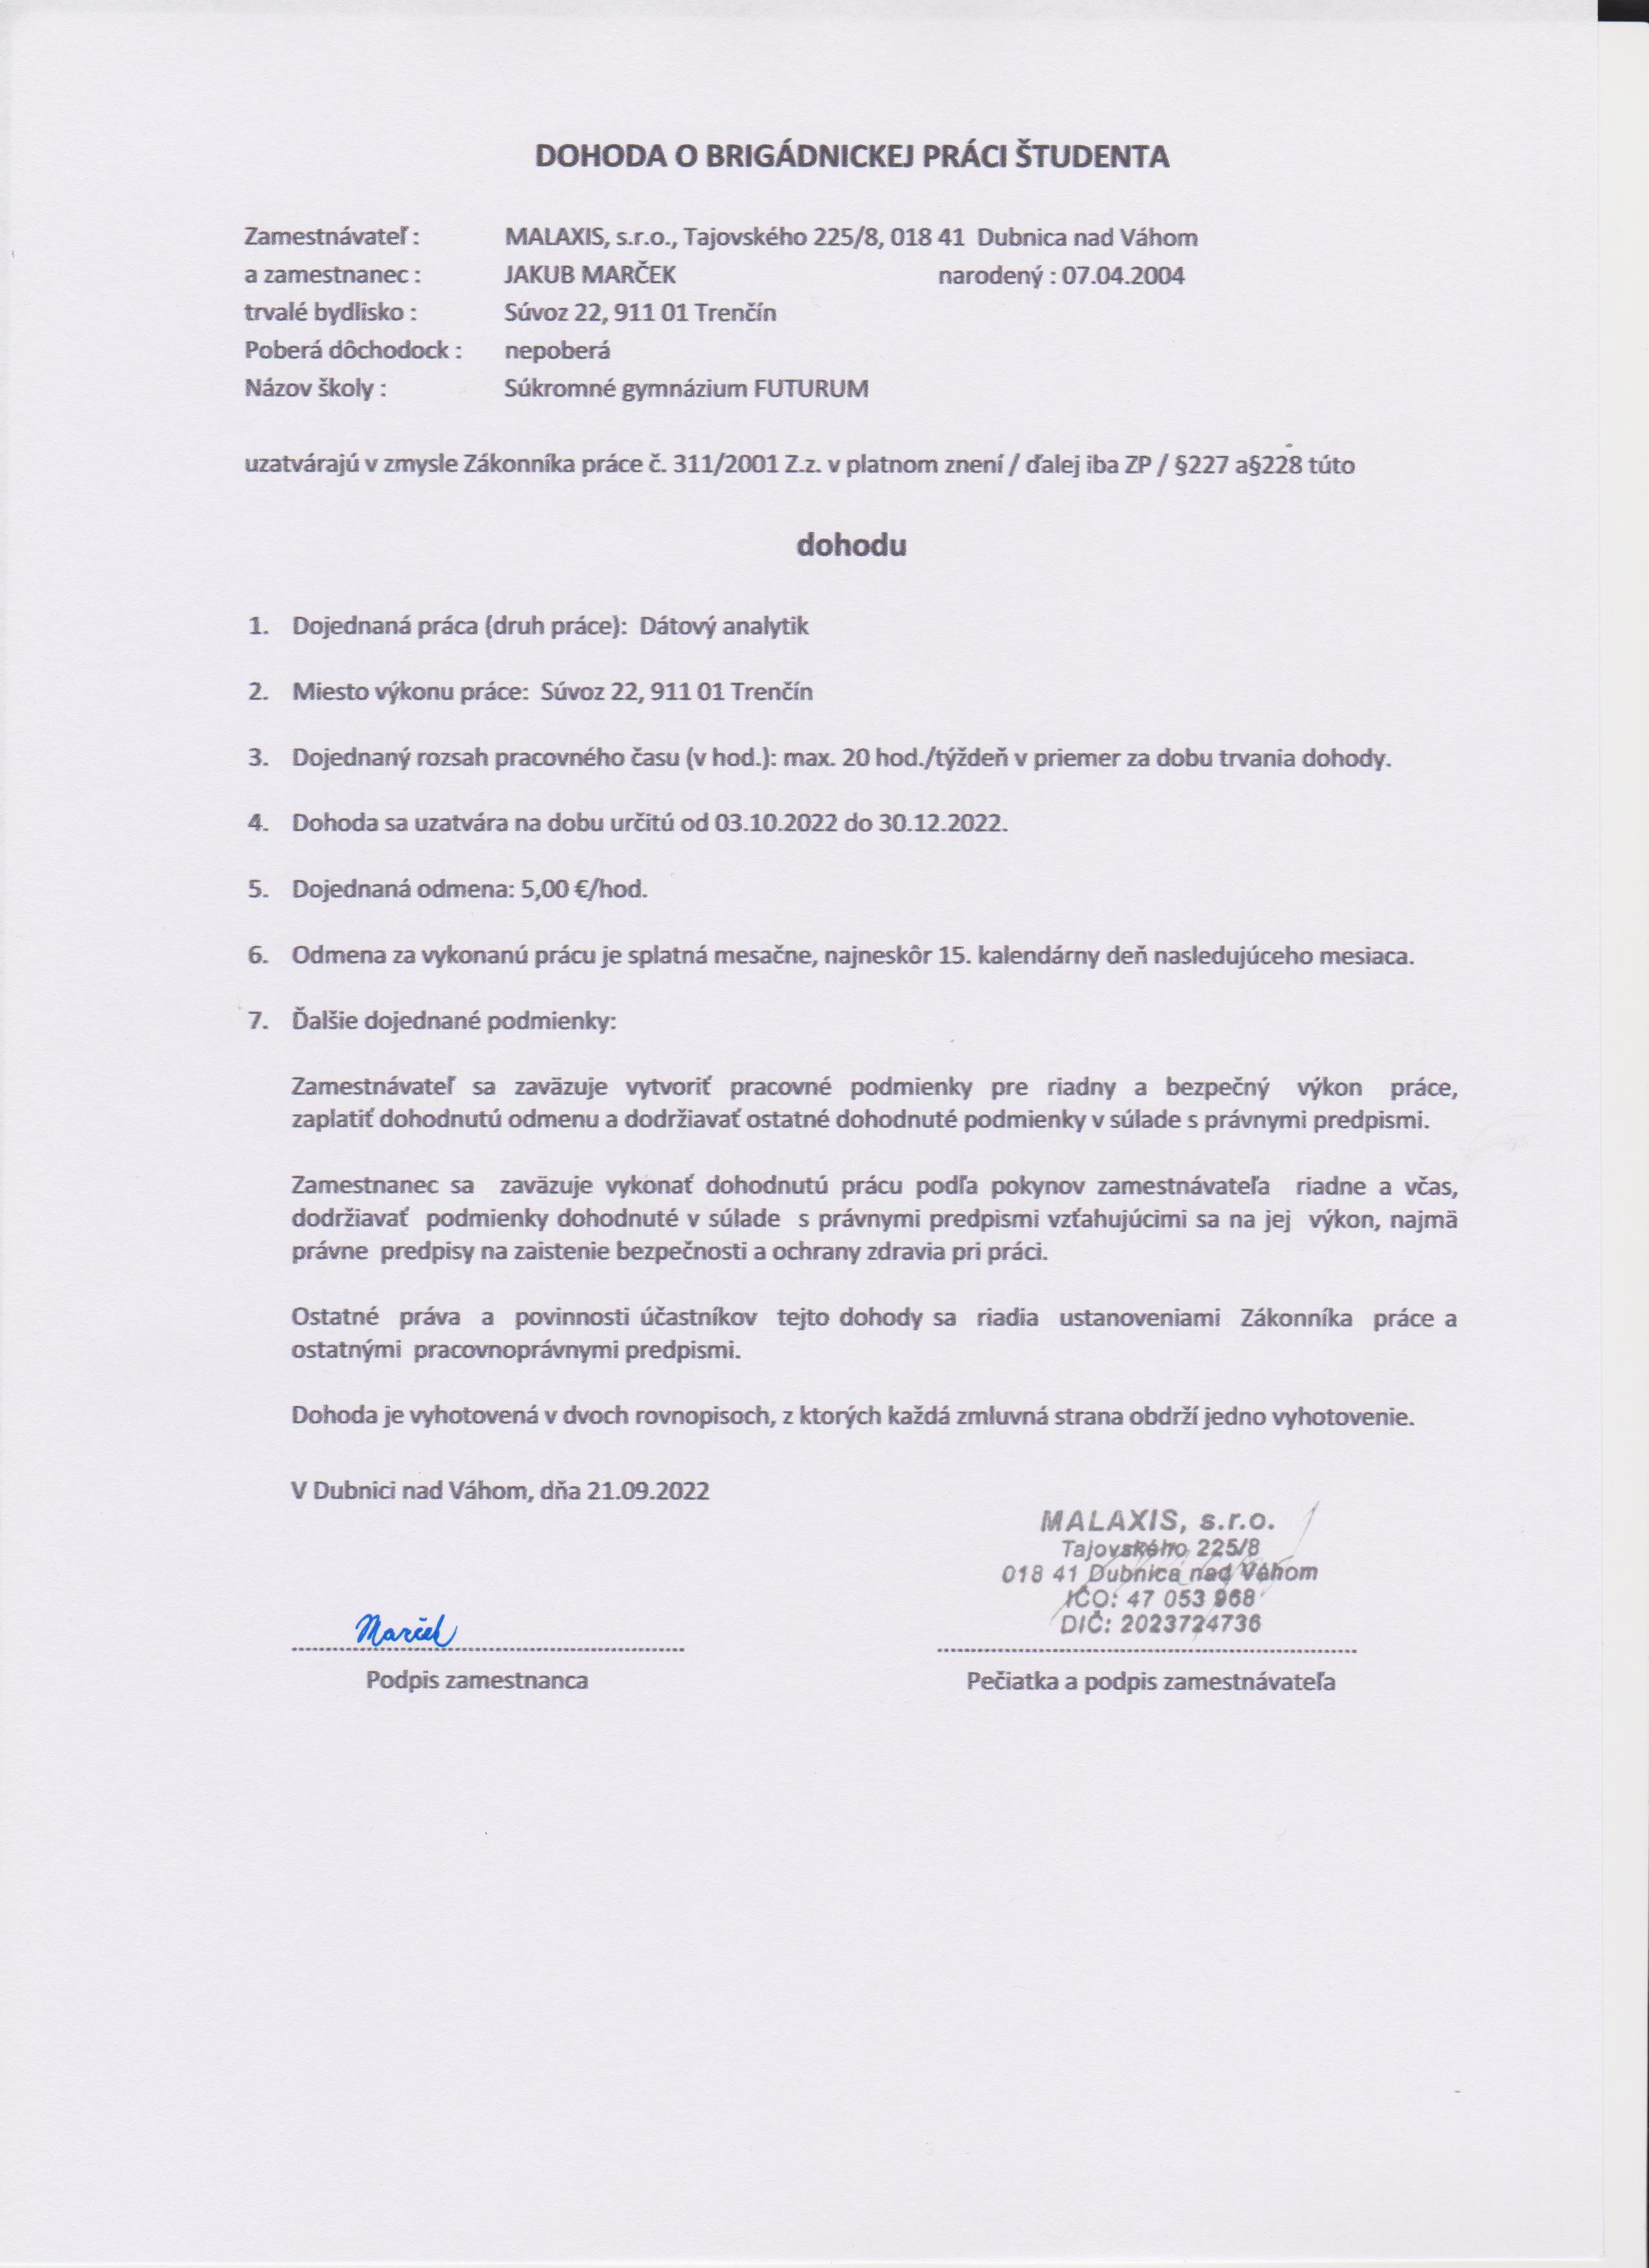 DOHODA O BRIGÁDNICKEJ PRÁCI ŠTUDENTA
Zamestnávateľ : MALAXIS, s.r.o., Tajovského 225/8, 018 41 Dubnica nad Váhom
a zamestnanec : JAKUB MARČEK narodený : 07.04.2004
trvalé bydlisko : Súvoz 22, 911 01 Trenčín
Poberá dôchodock : nepoberá
Názov školy : Súkromné gymnázium FUTURUM
uzatvárajú v zmysle Zákonníka práce č. 311/2001 Z.z. v platnom znení / ďalej iba ZP / §227 a§228 túto
dohodu
1. Dojednaná práca (druh práce): Dátový analytik
2. Miesto výkonu práce: Súvoz 22, 911 01 Trenčín
3. Dojednaný rozsah pracovného času (v hod.): max. 20 hod./týždeň v priemer za dobu trvania dohody.
4. Dohoda sa uzatvára na dobu určitú od 03.10.2022 do 30.12.2022.
5. Dojednaná odmena: 5,00 €/hod.
6. Odmena za vykonanú prácu je splatná mesačne, najneskôr 15. kalendárny deň nasledujúceho mesiaca.
7. Ďalšie dojednané podmienky:
Zamestnávateľ sa zaväzuje vytvoriť pracovné podmienky pre riadny a bezpečný výkon práce,
zaplatiť dohodnutú odmenu a dodržiavať ostatné dohodnuté podmienky v súlade s právnymi predpismi.
Zamestnanec sa zaväzuje vykonať dohodnutú prácu podľa pokynov zamestnávateľa riadne a včas,
dodržiavať podmienky dohodnuté v súlade s právnymi predpismi vzťahujúcimi sa na jej výkon, najmä
právne predpisy na zaistenie bezpečnosti a ochrany zdravia pri práci.
Ostatné práva a povinnosti účastníkov tejto dohody sa riadia ustanoveniami Zákonníka práce a
ostatnými pracovnoprávnymi predpismi.
Dohoda je vyhotovená v dvoch rovnopisoch, z ktorých každá zmluvná strana obdrží jedno vyhotovenie.
V Dubnici nad Váhom, dňa 21.09.2022
MALAXIS, s.r.o.
Tajovského 225/8
018 41 Dubnica nad Váhom
IČO: 47 053 968
DIČ: 2023724736
Marček
Podpis zamestnanca
Pečiatka a podpis zamestnávateľa